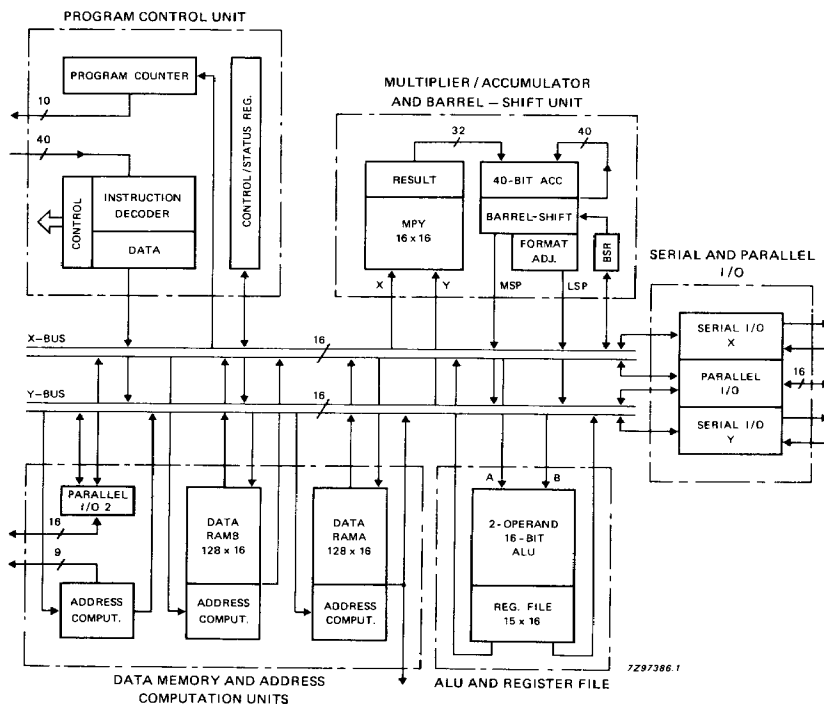 PROGRAM CONTROL UNIT
PROGRAM COUNTER
10
40
CONTROL
INSTRUCTION
DECODER
DATA
CONTROL/STATUS REG.
MULTIPLIER/ACCUMULATOR
AND BARREL – SHIFT UNIT
32
40
RESULT
MPY
16 x 16
40-BIT ACC
BARREL-SHIFT
FORMAT
ADJ.
BSR
X
Y
MSP
LSP
SERIAL AND PARALLEL
I/O
SERIAL I/O
X
PARALLEL
I/O
SERIAL I/O
Y
16
X-BUS
16
Y-BUS
16
PARALLEL
I/O 2
16
9
ADDRESS
COMPUT.
DATA
RAMB
128 x 16
ADDRESS
COMPUT.
DATA
RAMA
128 x 16
ADDRESS
COMPUT.
DATA MEMORY AND ADDRESS
COMPUTATION UNITS
A
B
2-OPERAND
16-BIT
ALU
REG. FILE
15 x 16
ALU AND REGISTER FILE
7Z97386.1